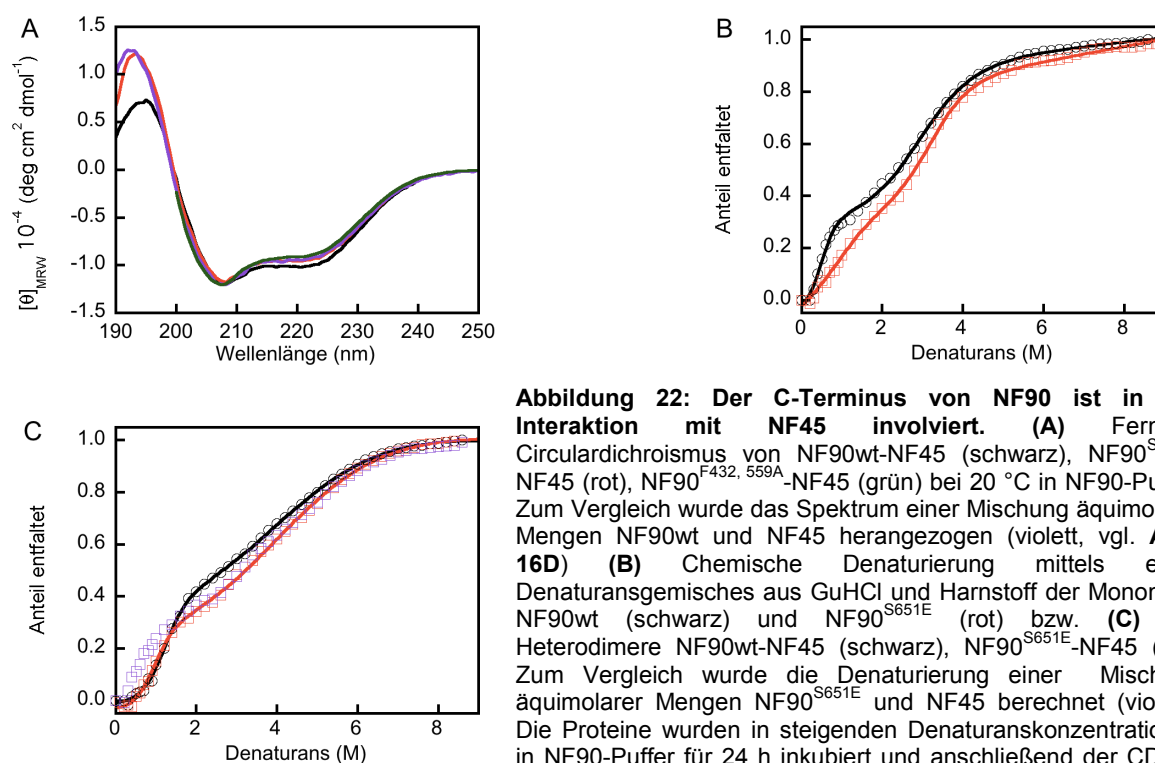 A
1.5
1.0
0.5
0.0
-0.5
-1.0
-1.5
[θ]MRW 10⁻⁴ (deg cm² dmol⁻¹)
190 200 210 220 230 240 250
Wellenlänge (nm)
B
1.0
0.8
0.6
0.4
0.2
0.0
Anteil entfaltet
0 2 4 6 8
Denaturans (M)
C
1.0
0.8
0.6
0.4
0.2
0.0
Anteil entfaltet
0 2 4 6 8
Denaturans (M)
Abbildung 22: Der C-Terminus von NF90 ist in
Interaktion mit NF45 involviert. (A) Fern
Circulardichroismus von NF90wt-NF45 (schwarz), NF90S
NF45 (rot), NF90F432, 559A-NF45 (grün) bei 20 °C in NF90-Pu
Zum Vergleich wurde das Spektrum einer Mischung äquimo
Mengen NF90wt und NF45 herangezogen (violett, vgl. A
16D) (B) Chemische Denaturierung mittels e
Denaturansgemisches aus GuHCl und Harnstoff der Monor
NF90wt (schwarz) und NF90S651E (rot) bzw. (C)
Heterodimere NF90wt-NF45 (schwarz), NF90S651E-NF45 (
Zum Vergleich wurde die Denaturierung einer Misch
äquimolarer Mengen NF90S651E und NF45 berechnet (vio
Die Proteine wurden in steigenden Denaturanskonzentratio
in NF90-Puffer für 24 h inkubiert und anschließend der CD